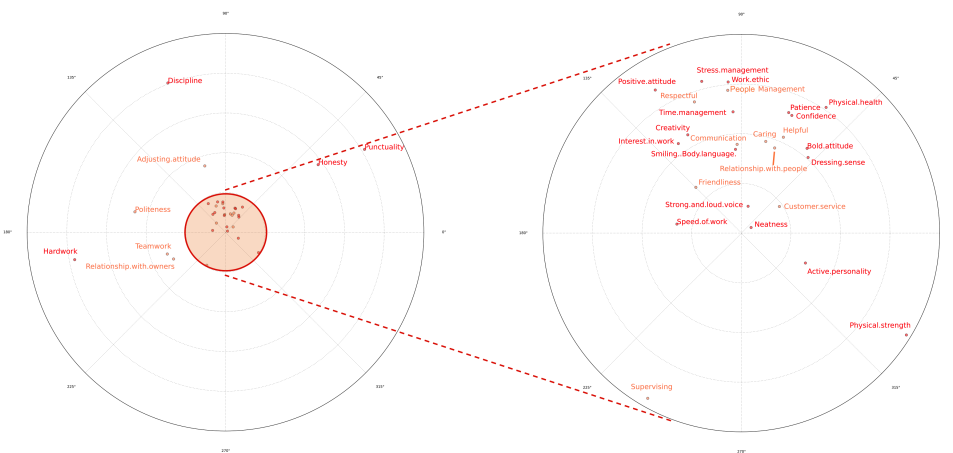 90°
135°
45°
Discipline
Punctuality
Honesty
Adjusting.attitude
Politeness
180°
0°
Hardwork
Teamwork
Relationship.with.owners
225°
315°
270°
90°
135°
45°
Stress.management
Positive.attitude
Work.ethic
People.Management
Respectful
Physical.health
Patience
Time.management
Confidence
Creativity
Communication
Caring
Helpful
Interest.in.work
Bold.attitude
Smiling..Body.language.
Dressing.sense
Relationship.with.people
Friendliness
Strong.and.loud.voice
Customer.service
Speed.of.work
Neatness
180°
Active.personality
Physical.strength
Supervising
225°
315°
270°